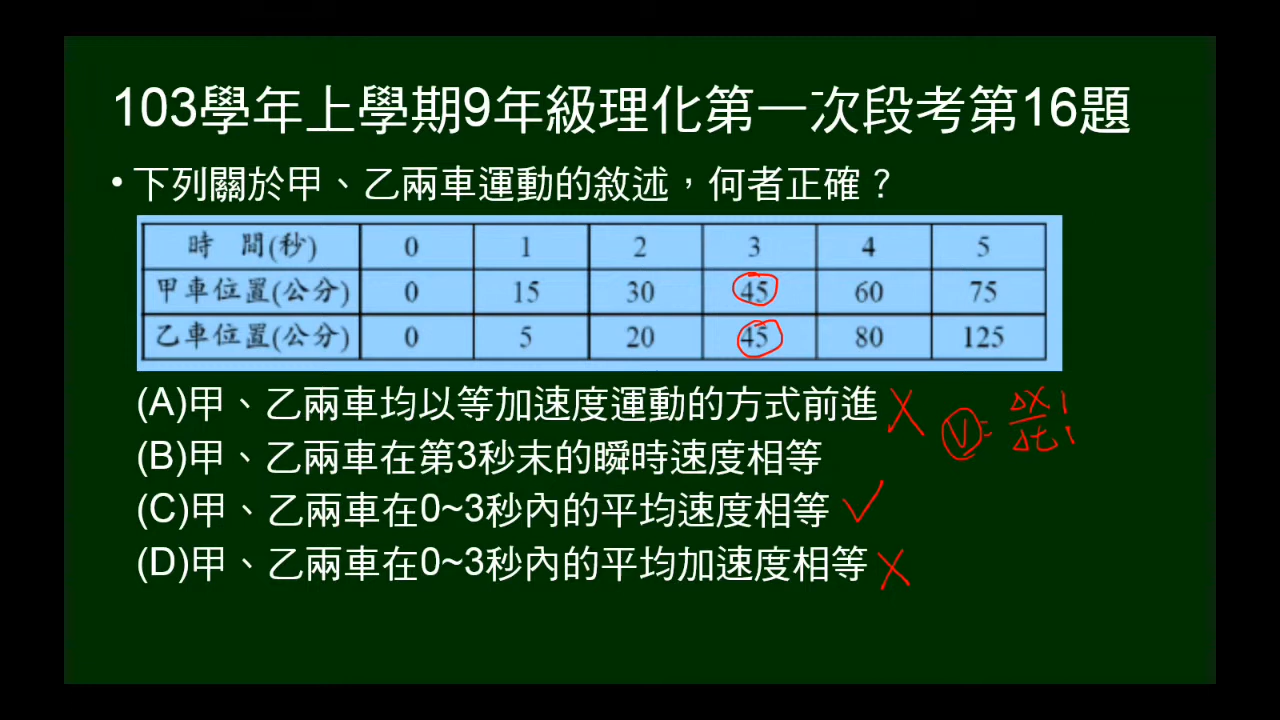 103學年上學期9年級理化第一次段考第16題
• 下列關於甲、乙兩車運動的敘述，何者正確？
時 間(秒) 0 1 2 3 4 5
甲車位置(公分) 0 15 30 45 60 75
乙車位置(公分) 0 5 20 45 80 125
(A)甲、乙兩車均以等加速度運動的方式前進
V = ΔX / Δt
(B)甲、乙兩車在第3秒末的瞬時速度相等
(C)甲、乙兩車在0~3秒內的平均速度相等
(D)甲、乙兩車在0~3秒內的平均加速度相等